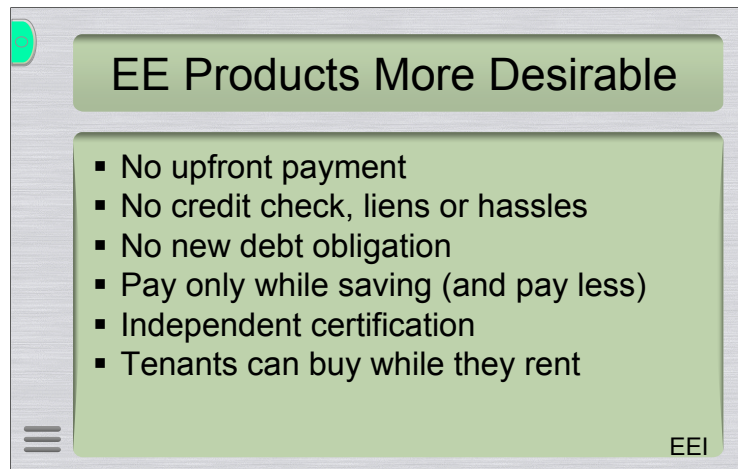 EE Products More Desirable
▪ No upfront payment
▪ No credit check, liens or hassles
▪ No new debt obligation
▪ Pay only while saving (and pay less)
▪ Independent certification
▪ Tenants can buy while they rent
EEI